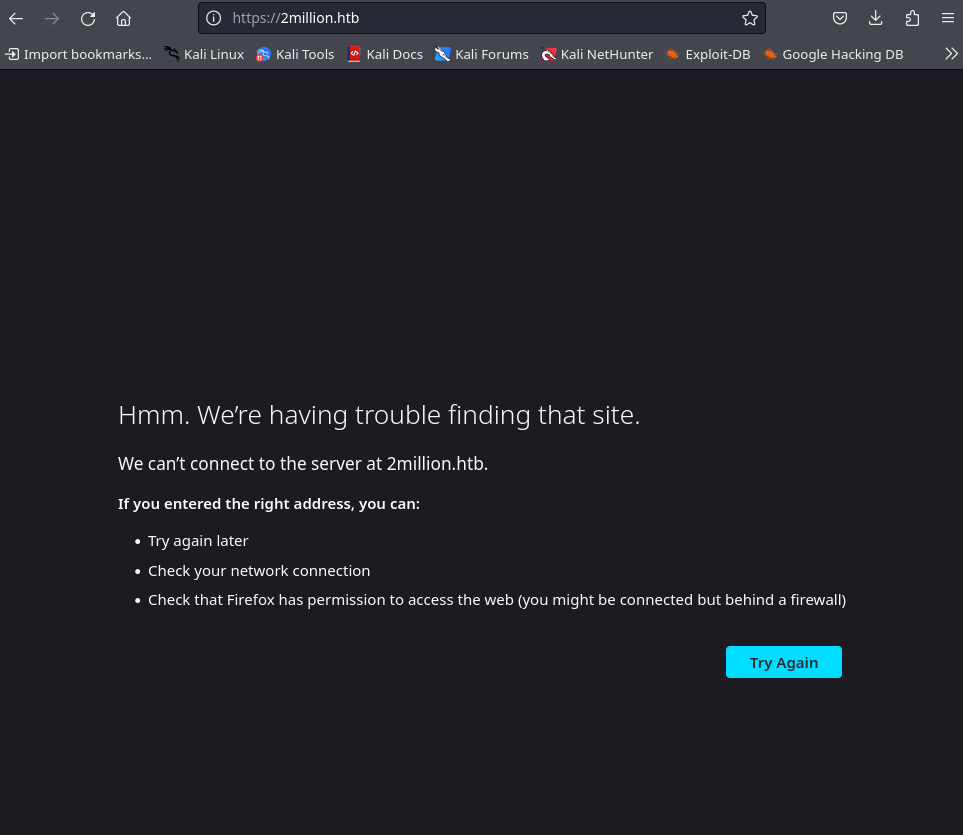 https://2million.htb
Import bookmarks... Kali Linux Kali Tools Kali Docs Kali Forums Kali NetHunter Exploit-DB Google Hacking DB
Hmm. We’re having trouble finding that site.
We can’t connect to the server at 2million.htb.
If you entered the right address, you can:
• Try again later
• Check your network connection
• Check that Firefox has permission to access the web (you might be connected but behind a firewall)
Try Again